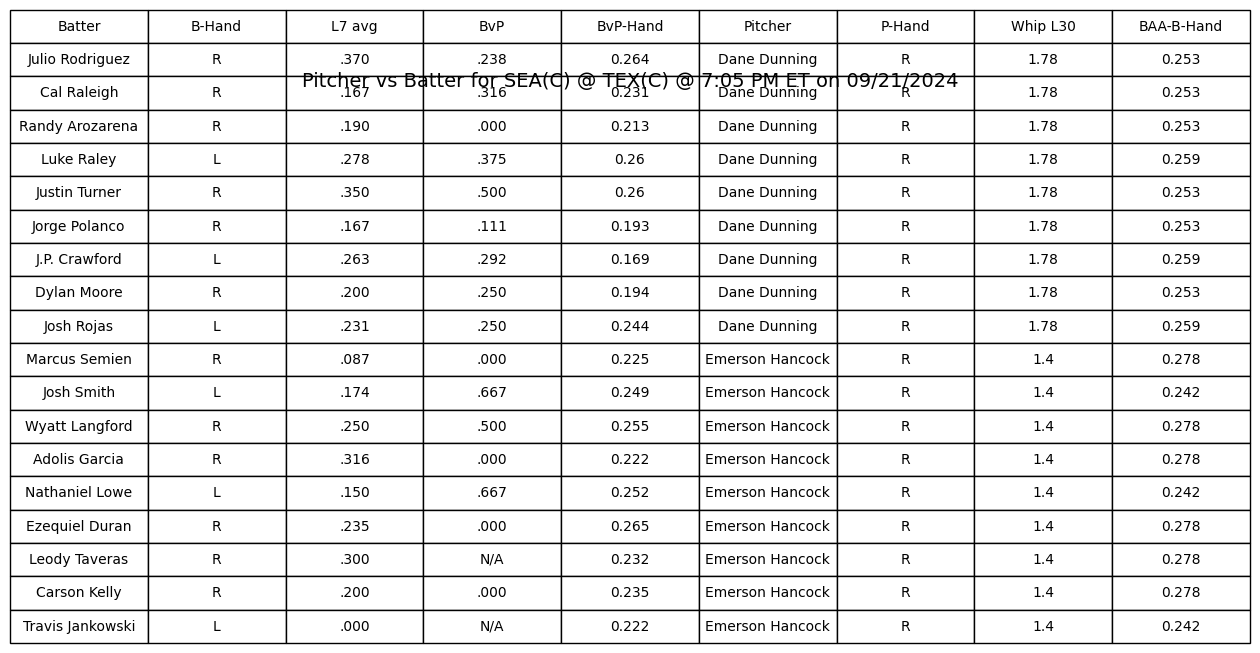 Batter B-Hand L7 avg BvP BvP-Hand Pitcher P-Hand Whip L30 BAA-B-Hand
Julio Rodriguez R .370 .238 0.264 Dane Dunning R 1.78 0.253
Pitcher vs Batter for SEA(C) @ TEX(C) @ 7:05 PM ET on 09/21/2024
Cal Raleigh R .167 .316 0.231 Dane Dunning R 1.78 0.253
Randy Arozarena R .190 .000 0.213 Dane Dunning R 1.78 0.253
Luke Raley L .278 .375 0.26 Dane Dunning R 1.78 0.259
Justin Turner R .350 .500 0.26 Dane Dunning R 1.78 0.253
Jorge Polanco R .167 .111 0.193 Dane Dunning R 1.78 0.253
J.P. Crawford L .263 .292 0.169 Dane Dunning R 1.78 0.259
Dylan Moore R .200 .250 0.194 Dane Dunning R 1.78 0.253
Josh Rojas L .231 .250 0.244 Dane Dunning R 1.78 0.259
Marcus Semien R .087 .000 0.225 Emerson Hancock R 1.4 0.278
Josh Smith L .174 .667 0.249 Emerson Hancock R 1.4 0.242
Wyatt Langford R .250 .500 0.255 Emerson Hancock R 1.4 0.278
Adolis Garcia R .316 .000 0.222 Emerson Hancock R 1.4 0.278
Nathaniel Lowe L .150 .667 0.252 Emerson Hancock R 1.4 0.242
Ezequiel Duran R .235 .000 0.265 Emerson Hancock R 1.4 0.278
Leody Taveras R .300 N/A 0.232 Emerson Hancock R 1.4 0.278
Carson Kelly R .200 .000 0.235 Emerson Hancock R 1.4 0.278
Travis Jankowski L .000 N/A 0.222 Emerson Hancock R 1.4 0.242